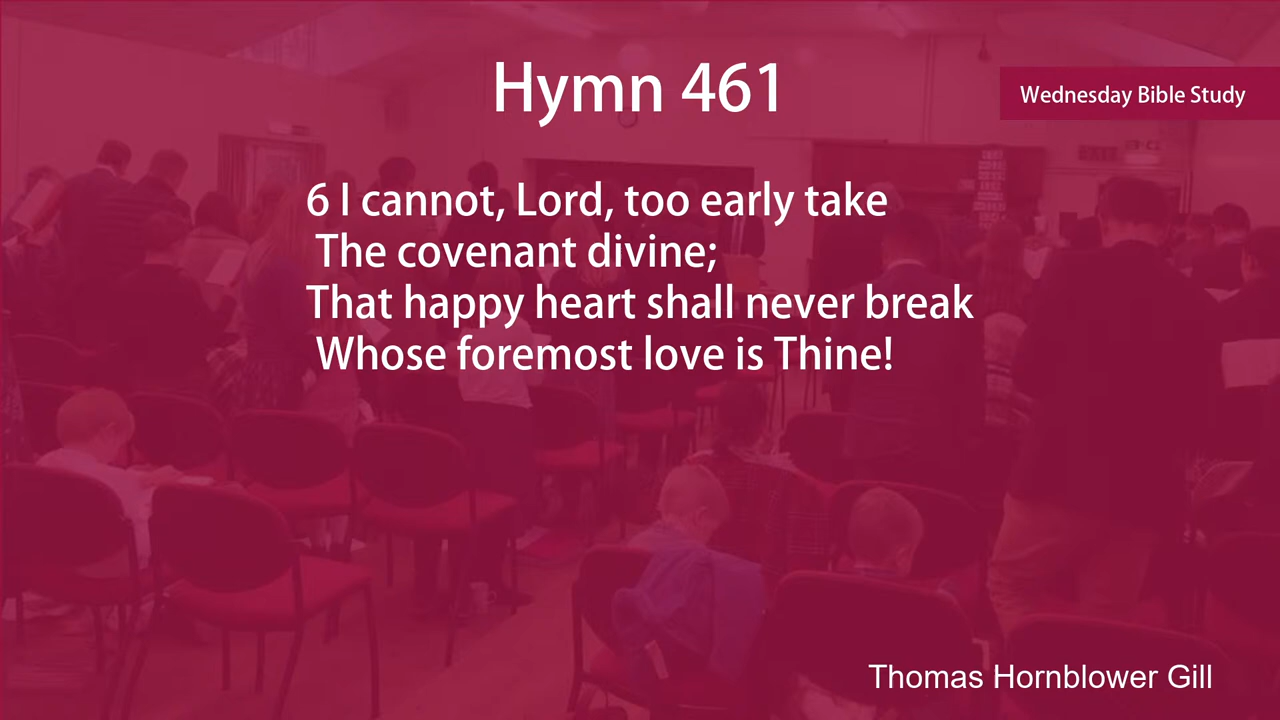 Hymn 461
Wednesday Bible Study
6 I cannot, Lord, too early take
The covenant divine;
That happy heart shall never break
Whose foremost love is Thine!
Thomas Hornblower Gill